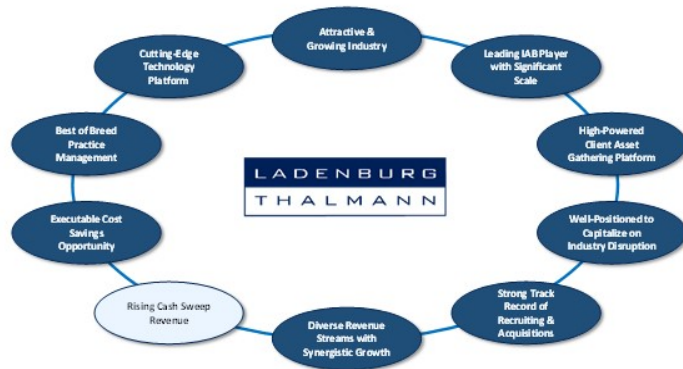 Attractive &
Growing Industry
Leading IAB Player
with Significant
Scale
High-Powered
Client Asset
Gathering Platform
Well-Positioned to
Capitalize on
Industry Disruption
Strong Track
Record of
Recruiting &
Acquisitions
Diverse Revenue
Streams with
Synergistic Growth
Rising Cash Sweep
Revenue
Executable Cost
Savings
Opportunity
Best of Breed
Practice
Management
Cutting-Edge
Technology
Platform
LADENBURG
THALMANN